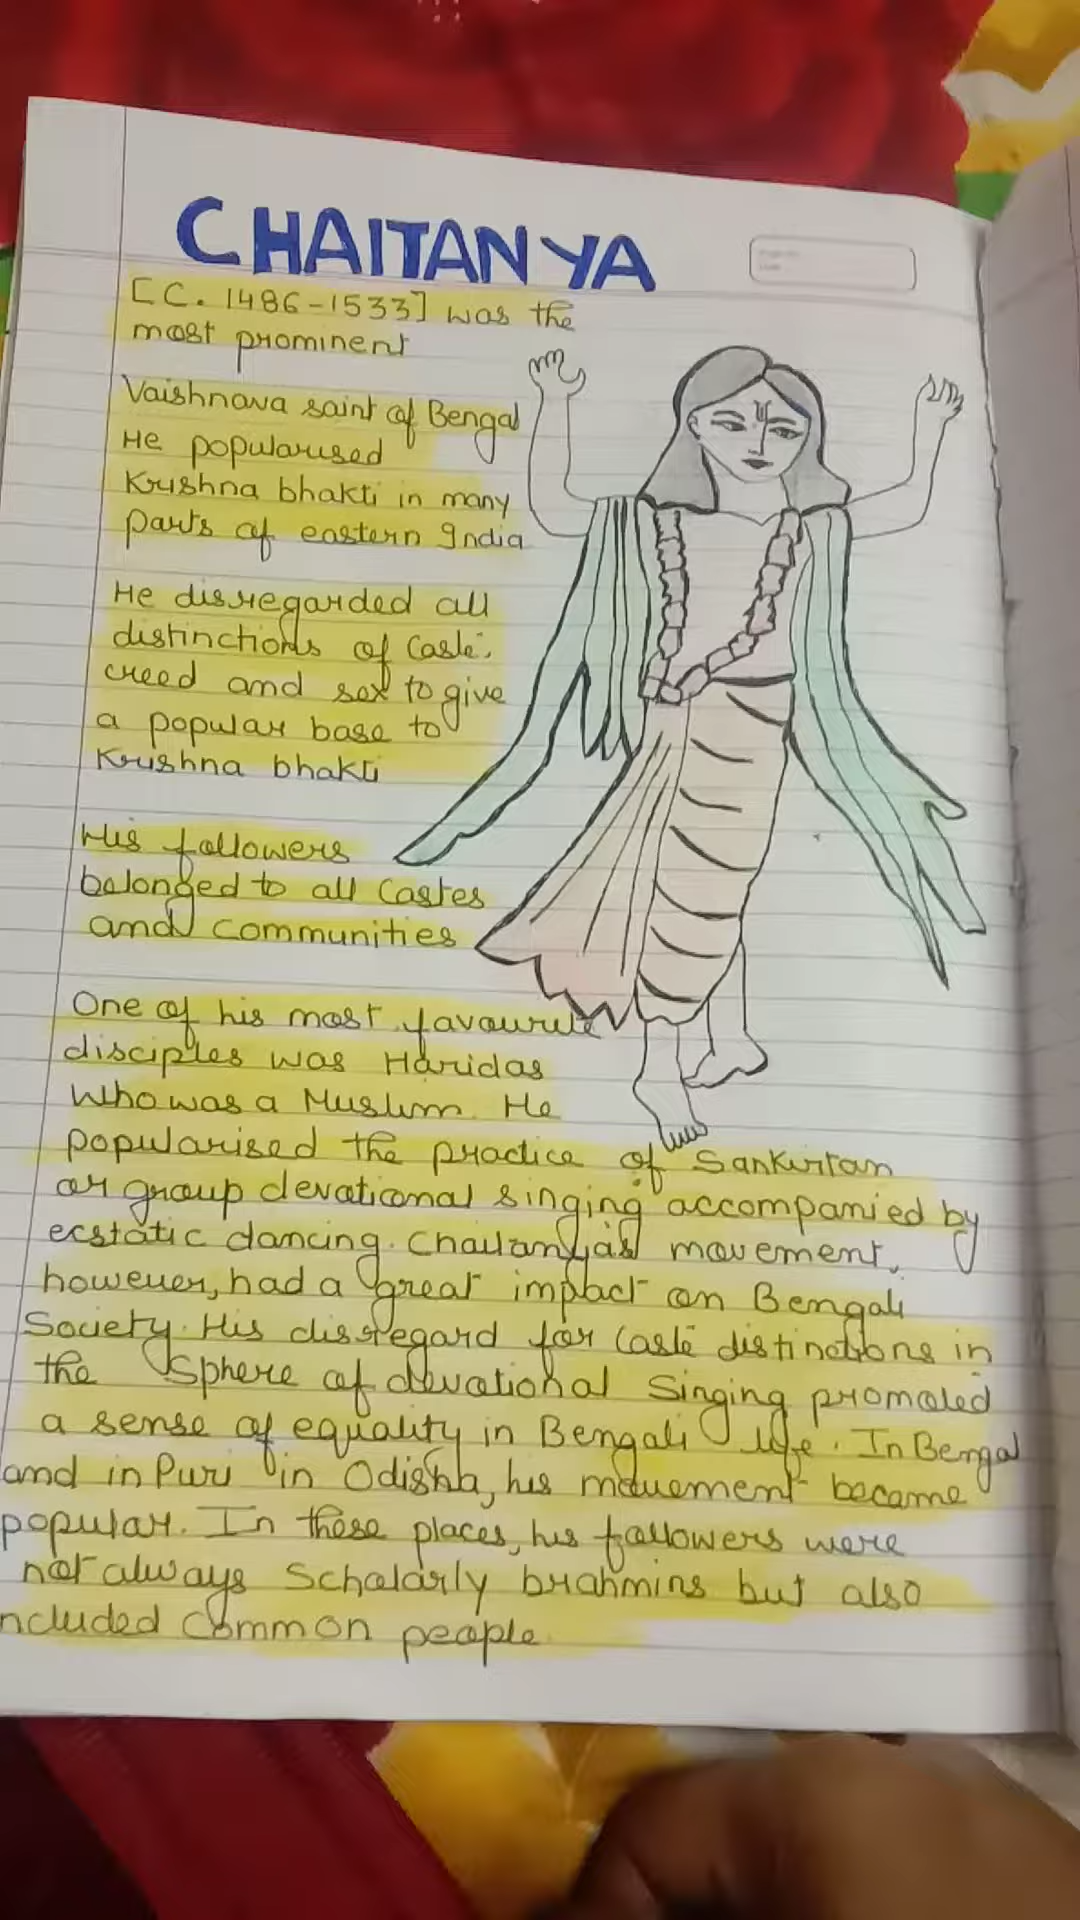 CHAITANYA
[C. 1486-1533] was the
most prominent
Vaishnava saint of Bengal
He popularised
Krishna bhakti in many
parts of eastern India
He disregarded all
distinctions of Caste,
creed and sex to give
a popular base to
Krishna bhakti
His followers
belonged to all Castes
and communities
One of his most favourite
disciples was Haridas
Who was a Muslim. He
popularised the practice of Sankirtan
or group devotional singing accompanied by
ecstatic dancing. Chaitanya's movement,
however, had a great impact on Bengali
Society. His disregard for Caste distinctions in
the Sphere of devotional Singing promoted
a sense of equality in Bengali life. In Bengal
and in Puri in Odisha, his movement became
popular. In these places, his followers were
not always Scholarly brahmins but also
ncluded Common people